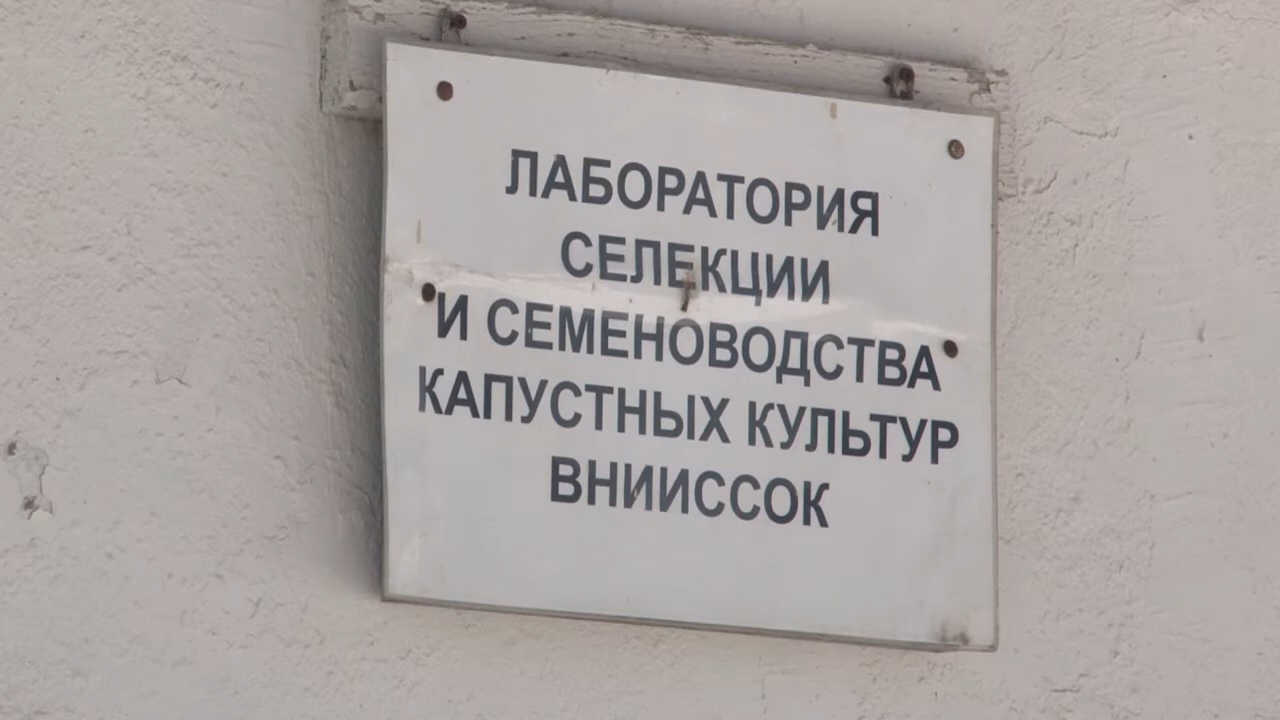 ЛАБОРАТОРИЯ
СЕЛЕКЦИИ
И СЕМЕНОВОДСТВА
КАПУСТНЫХ КУЛЬТУР
ВНИИССОК